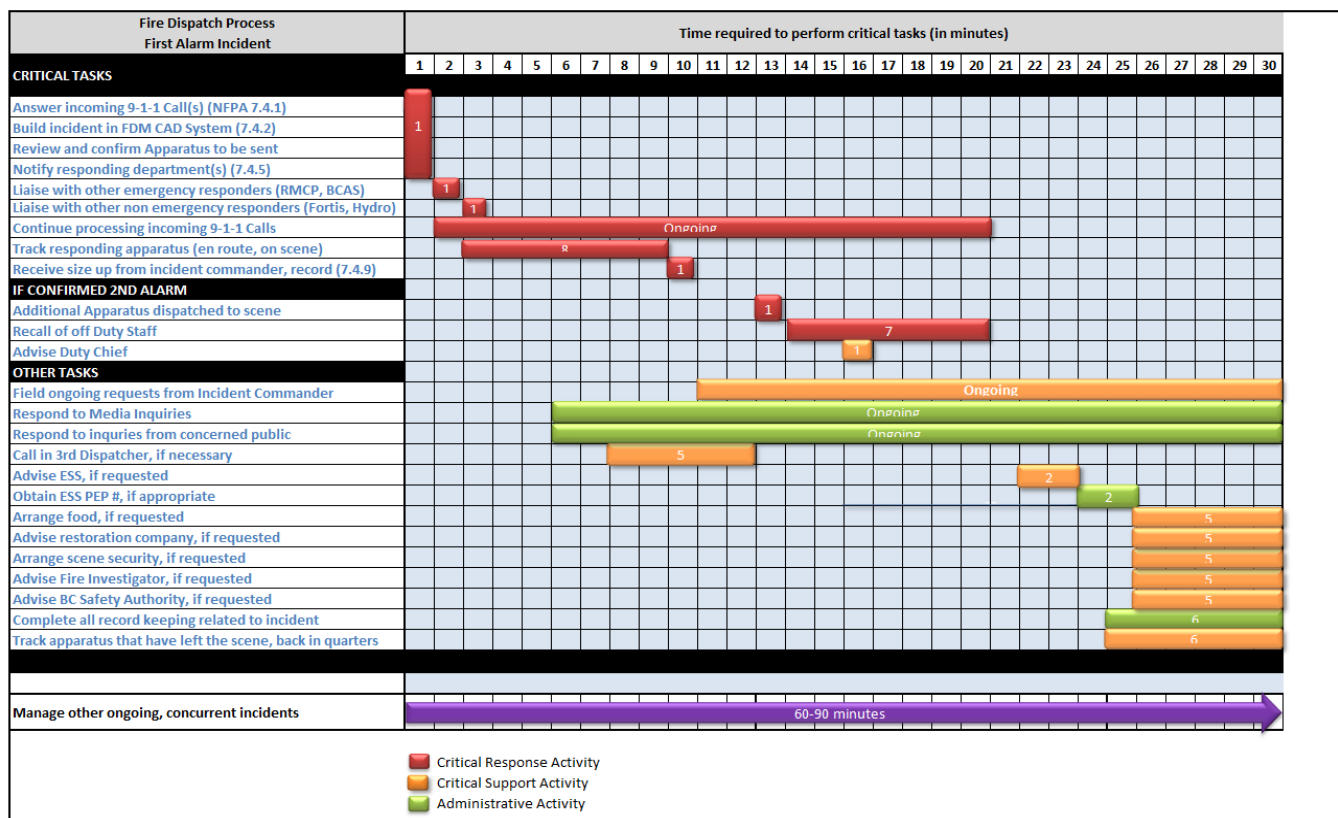 Fire Dispatch Process
First Alarm Incident
Time required to perform critical tasks (in minutes)
CRITICAL TASKS
1 2 3 4 5 6 7 8 9 10 11 12 13 14 15 16 17 18 19 20 21 22 23 24 25 26 27 28 29 30
Answer incoming 9-1-1 Call(s) (NFPA 7.4.1)
Build incident in FDM CAD System (7.4.2)
1
Review and confirm Apparatus to be sent
Notify responding department(s) (7.4.5)
Liaise with other emergency responders (RMCP, BCAS) 1
Liaise with other non emergency responders (Fortis, Hydro) 1
Continue processing incoming 9-1-1 Calls Ongoing
Track responding apparatus (en route, on scene) 8
Receive size up from incident commander, record (7.4.9) 1
IF CONFIRMED 2ND ALARM
Additional Apparatus dispatched to scene 1
Recall of off Duty Staff 7
Advise Duty Chief 1
OTHER TASKS
Field ongoing requests from Incident Commander Ongoing
Respond to Media Inquiries Ongoing
Respond to inquries from concerned public Ongoing
Call in 3rd Dispatcher, if necessary 5
Advise ESS, if requested 2
Obtain ESS PEP #, if appropriate 2
Arrange food, if requested 5
Advise restoration company, if requested 5
Arrange scene security, if requested 5
Advise Fire Investigator, if requested 5
Advise BC Safety Authority, if requested 5
Complete all record keeping related to incident 6
Track apparatus that have left the scene, back in quarters 6
Manage other ongoing, concurrent incidents 60-90 minutes
Critical Response Activity
Critical Support Activity
Administrative Activity